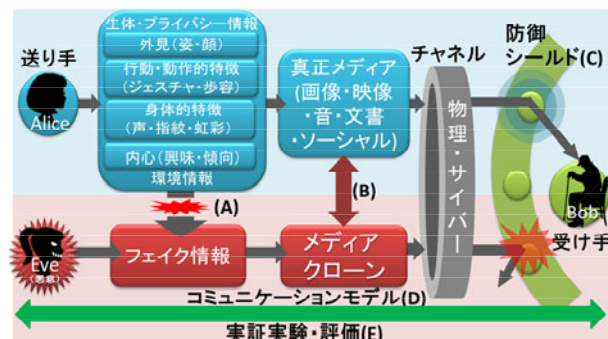 送り手
Alice
生体・プライバシー情報
外見(姿・顔)
行動・動作的特徴
(ジェスチャ・歩容)
身体的特徴
(声・指紋・虹彩)
内心(興味・傾向)
環境情報
真正メディア
(画像・映像
・音・文書
・ソーシャル)
チャネル
物理・サイバー
防御
シールド(C)
Bob
受け手
(A)
(B)
Eve
(悪意)
フェイク情報
メディア
クローン
コミュニケーションモデル(D)
実証実験・評価(E)